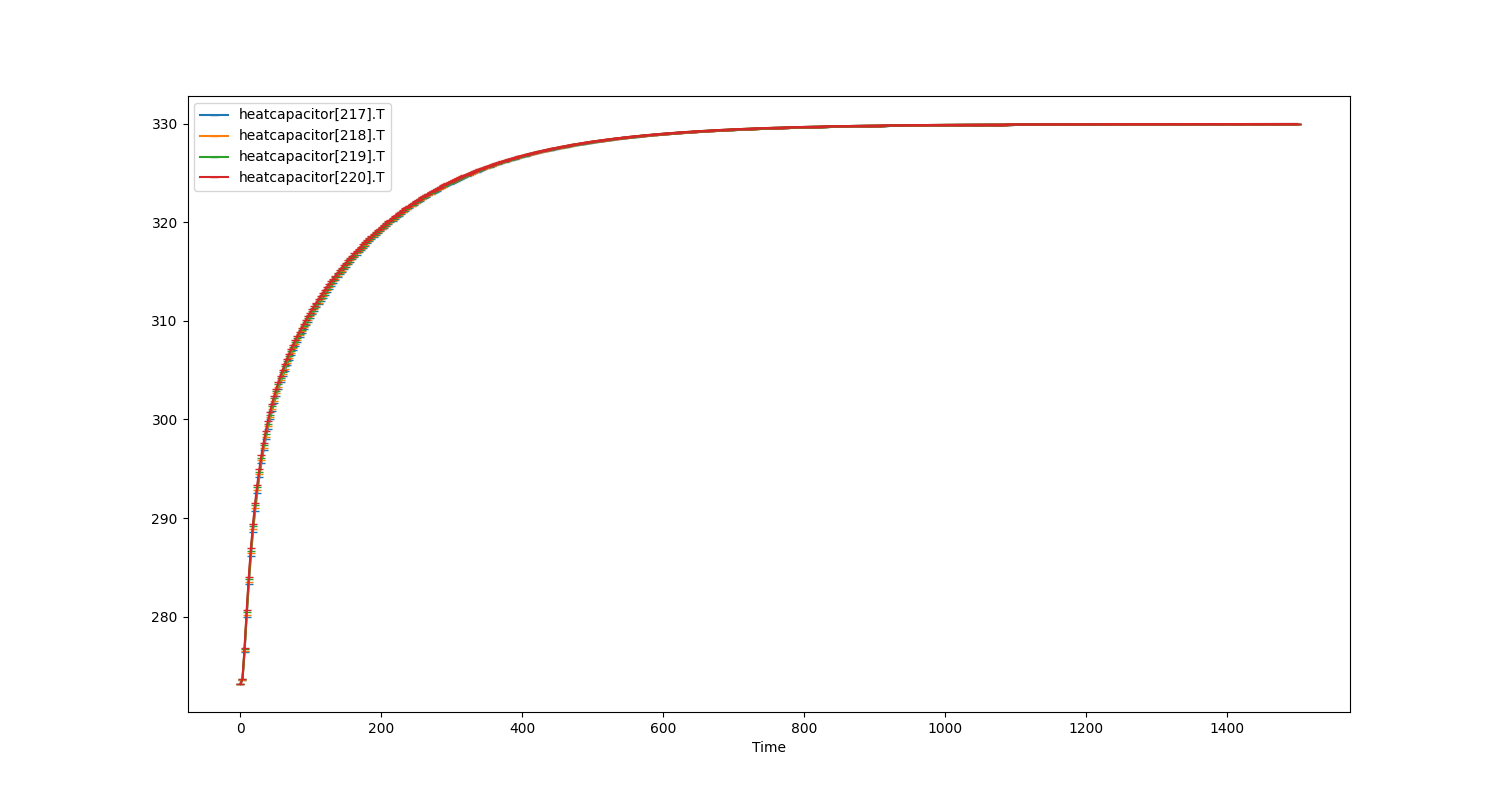 heatcapacitor[217].T
heatcapacitor[218].T
heatcapacitor[219].T
heatcapacitor[220].T
330
320
310
300
290
280
0 200 400 600 800 1000 1200 1400
Time